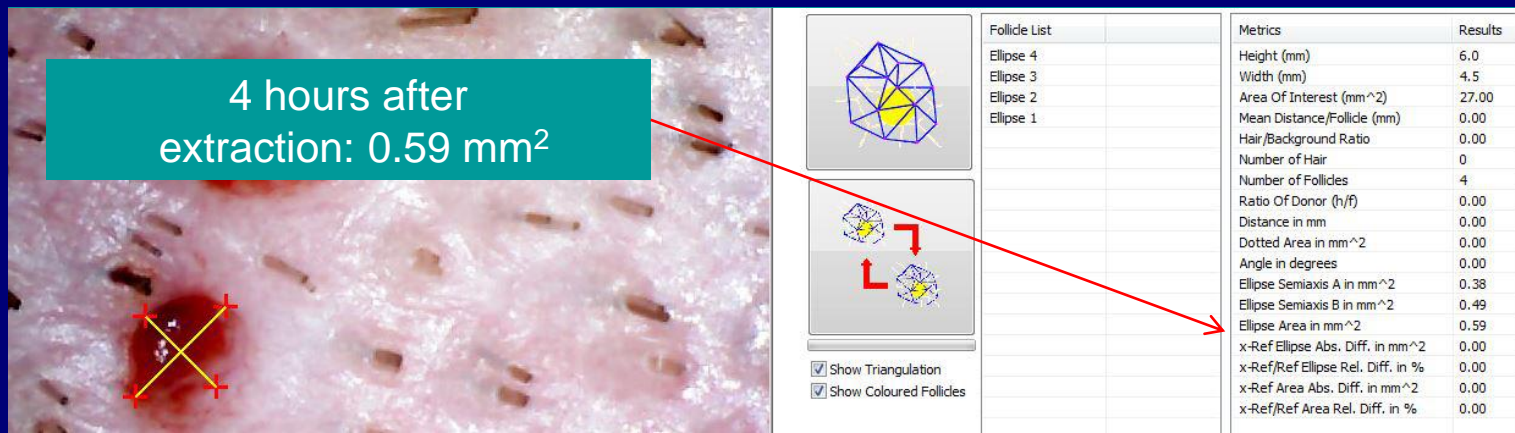 4 hours after
extraction: 0.59 mm²
Follicle List
Ellipse 4
Ellipse 3
Ellipse 2
Ellipse 1
Show Triangulation
Show Coloured Follicles
Metrics Results
Height (mm) 6.0
Width (mm) 4.5
Area Of Interest (mm^2) 27.00
Mean Distance/Follicle (mm) 0.00
Hair/Background Ratio 0.00
Number of Hair 0
Number of Follicles 4
Ratio Of Donor (h/f) 0.00
Distance in mm 0.00
Dotted Area in mm^2 0.00
Angle in degrees 0.00
Ellipse Semiaxis A in mm^2 0.38
Ellipse Semiaxis B in mm^2 0.49
Ellipse Area in mm^2 0.59
x-Ref Ellipse Abs. Diff. in mm^2 0.00
x-Ref/Ref Ellipse Rel. Diff. in % 0.00
x-Ref Area Abs. Diff. in mm^2 0.00
x-Ref/Ref Area Rel. Diff. in % 0.00